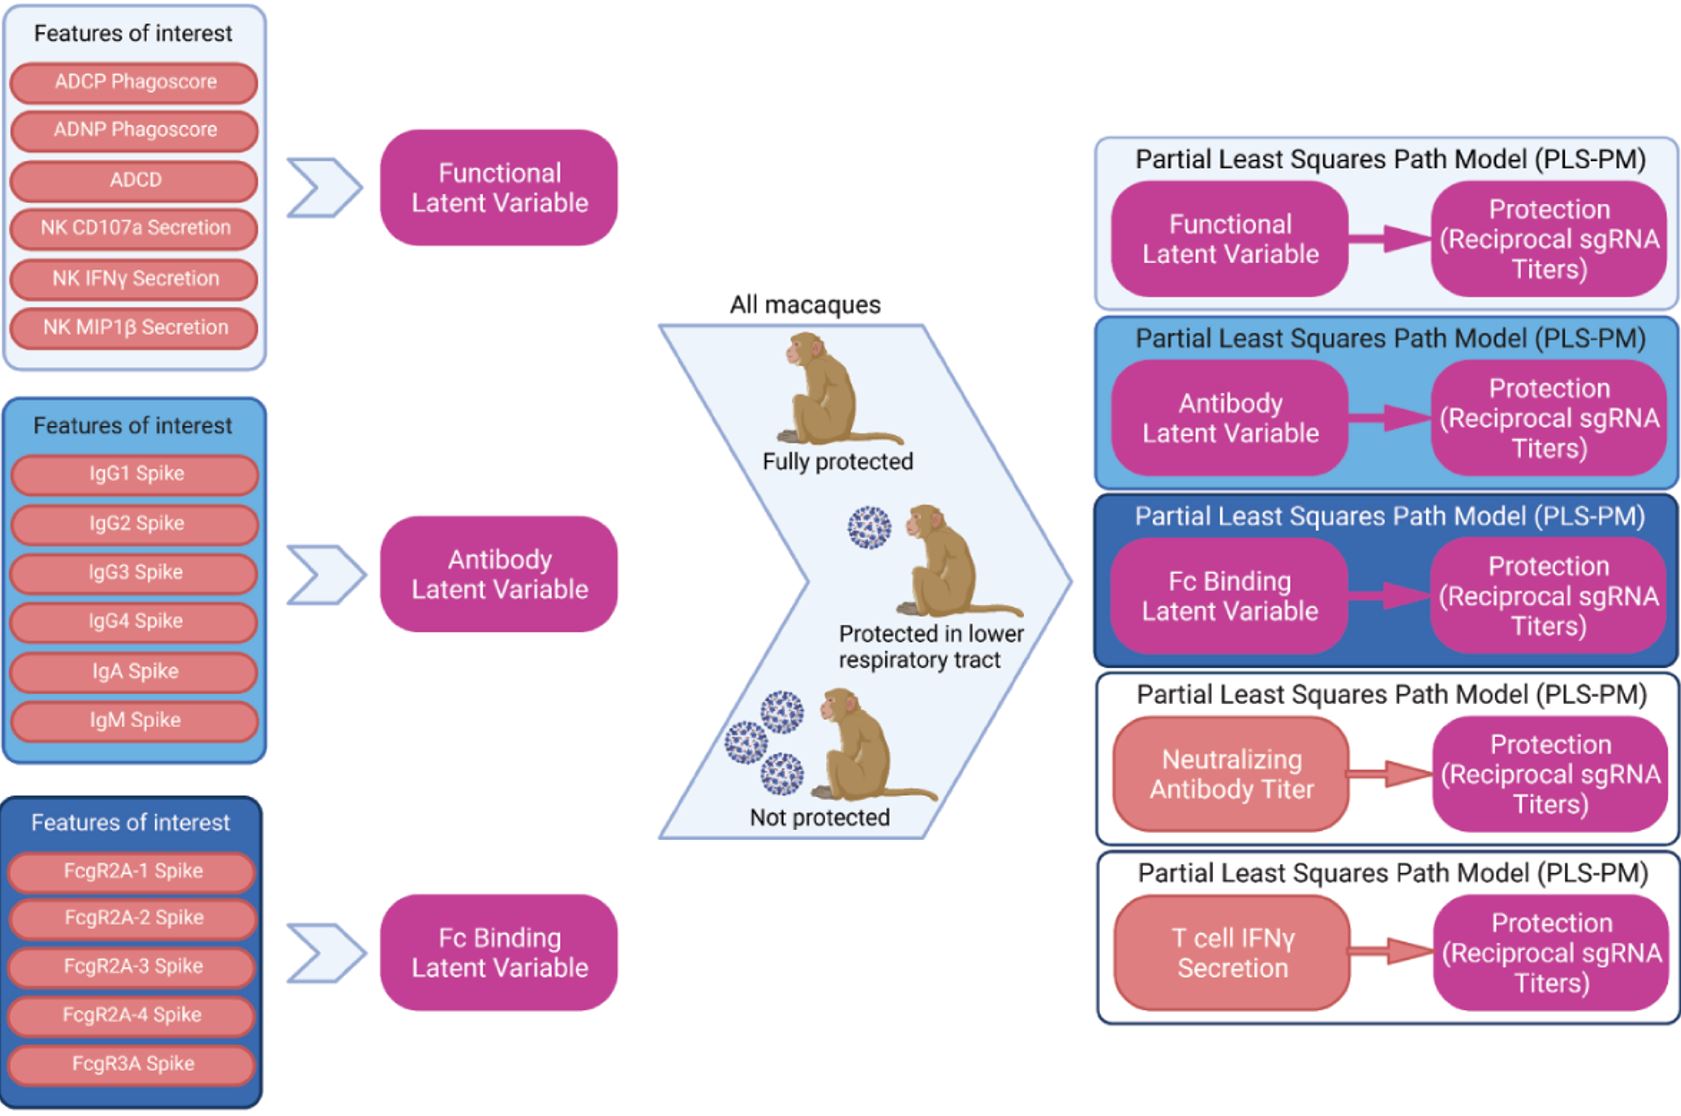 Features of interest
ADCP Phagoscore
ADNP Phagoscore
ADCD
NK CD107a Secretion
NK IFNγ Secretion
NK MIP1β Secretion
Functional
Latent Variable
Features of interest
IgG1 Spike
IgG2 Spike
IgG3 Spike
IgG4 Spike
IgA Spike
IgM Spike
Antibody
Latent Variable
Features of interest
FcgR2A-1 Spike
FcgR2A-2 Spike
FcgR2A-3 Spike
FcgR2A-4 Spike
FcgR3A Spike
Fc Binding
Latent Variable
All macaques
Fully protected
Protected in lower
respiratory tract
Not protected
Partial Least Squares Path Model (PLS-PM)
Functional
Latent Variable
Protection
(Reciprocal sgRNA
Titers)
Partial Least Squares Path Model (PLS-PM)
Antibody
Latent Variable
Protection
(Reciprocal sgRNA
Titers)
Partial Least Squares Path Model (PLS-PM)
Fc Binding
Latent Variable
Protection
(Reciprocal sgRNA
Titers)
Partial Least Squares Path Model (PLS-PM)
Neutralizing
Antibody Titer
Protection
(Reciprocal sgRNA
Titers)
Partial Least Squares Path Model (PLS-PM)
T cell IFNγ
Secretion
Protection
(Reciprocal sgRNA
Titers)